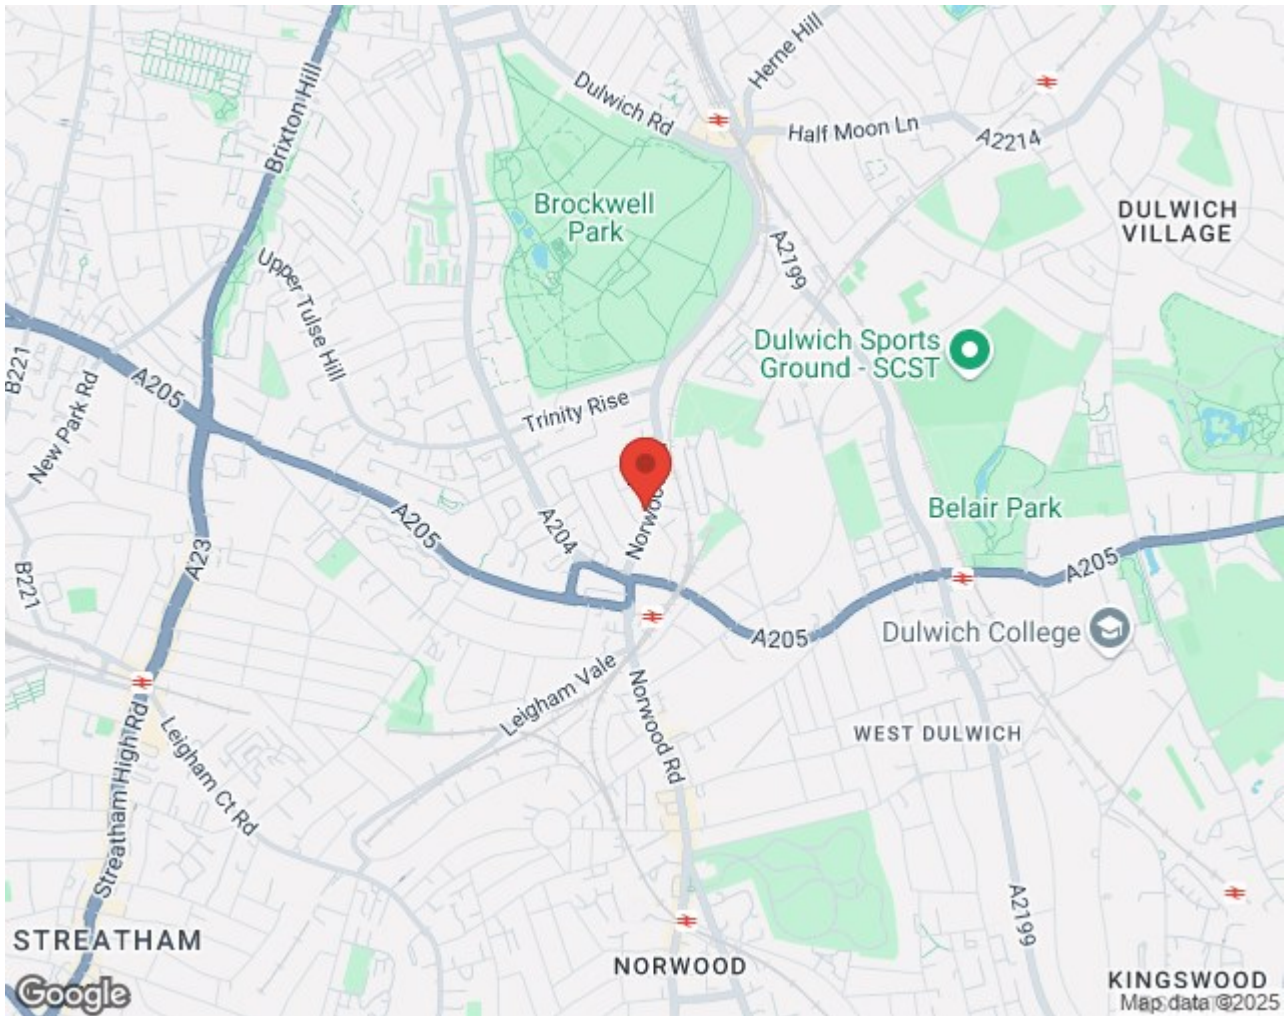 Herne Hill
Dulwich Rd
Half Moon Ln
A2214
Brixton Hill
Brockwell
Park
DULWICH
VILLAGE
A2199
Upper Tulse Hill
Dulwich Sports
Ground - SCST
B221
A205
New Park Rd
Trinity Rise
Belair Park
A205
A204
A23
A205
B221
A205
Dulwich College
Leigham Vale
Norwood Rd
WEST DULWICH
Leigham Ct Rd
Streatham High Rd
A2199
STREATHAM
NORWOOD
KINGSWOOD
Google
Map data ©2025